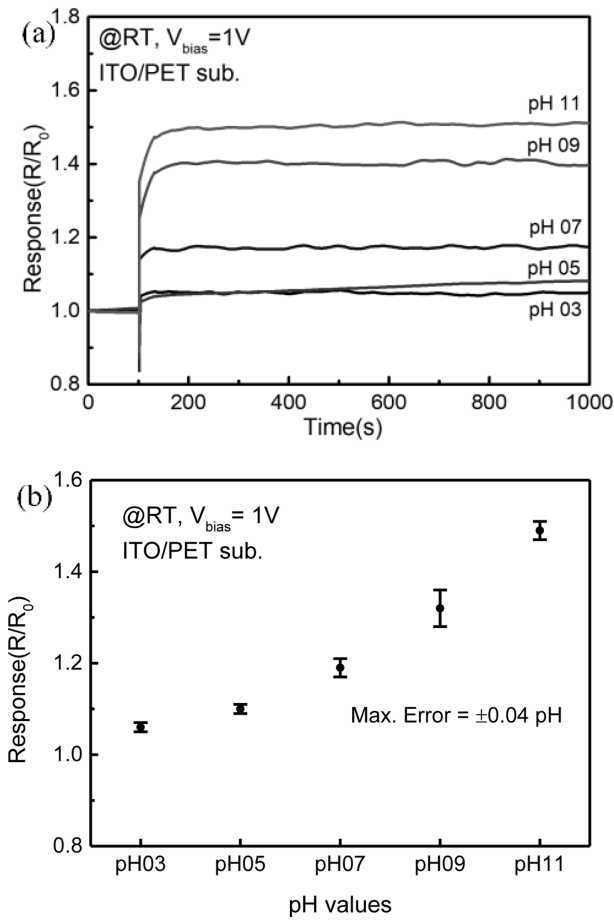 (a)
@RT, Vbias=1V
ITO/PET sub.
pH 11
pH 09
pH 07
pH 05
pH 03
Response(R/R0)
1.8
1.6
1.4
1.2
1.0
0.8
0 200 400 600 800 1000
Time(s)
(b)
@RT, Vbias= 1V
ITO/PET sub.
Max. Error = ±0.04 pH
Response(R/R0)
1.6
1.4
1.2
1.0
0.8
pH03 pH05 pH07 pH09 pH11
pH values